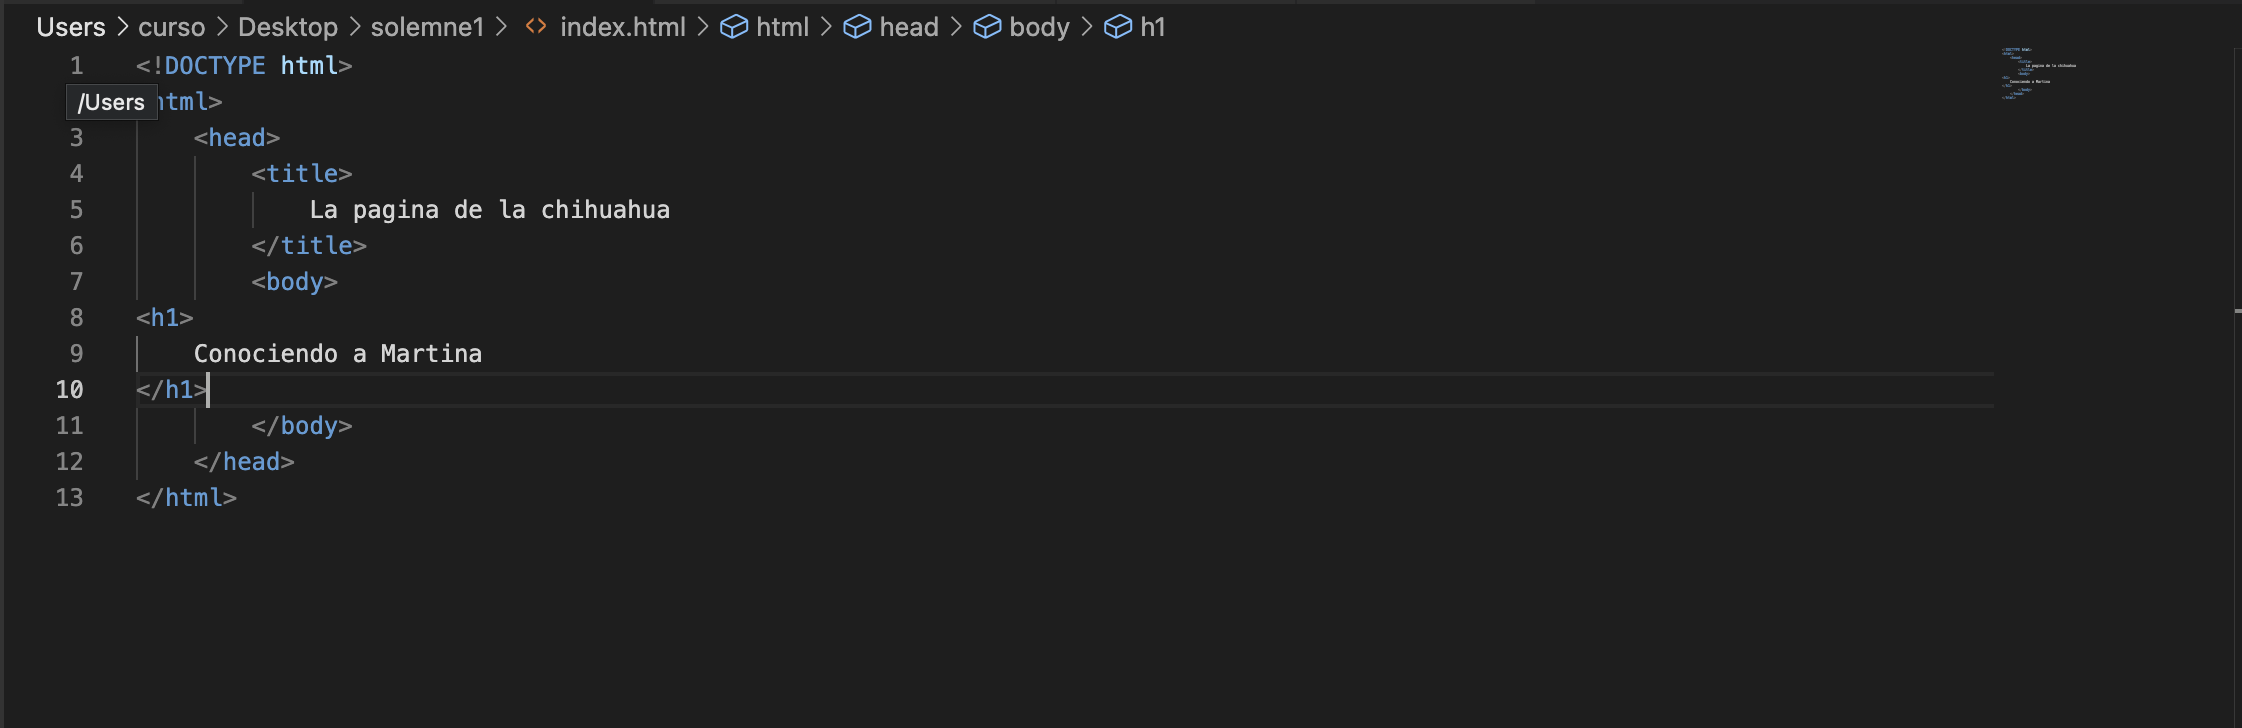 Users > curso > Desktop > solemne1 > <> index.html > html > head > body > h1
1 <!DOCTYPE html>
/Users html>
3 <head>
4 <title>
5 La pagina de la chihuahua
6 </title>
7 <body>
8 <h1>
9 Conociendo a Martina
10 </h1>
11 </body>
12 </head>
13 </html>